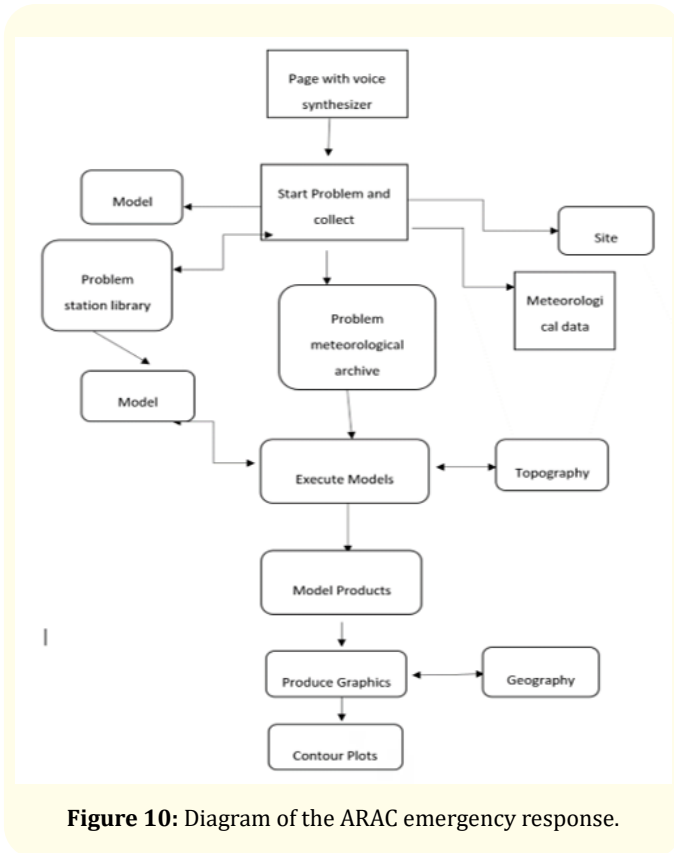 Page with voice
synthesizer
Start Problem and
collect
Model
Site
Problem
station library
Meteorologi
cal data
Problem
meteorological
archive
Model
Execute Models
Topography
Model Products
Produce Graphics
Geography
Contour Plots
Figure 10: Diagram of the ARAC emergency response.